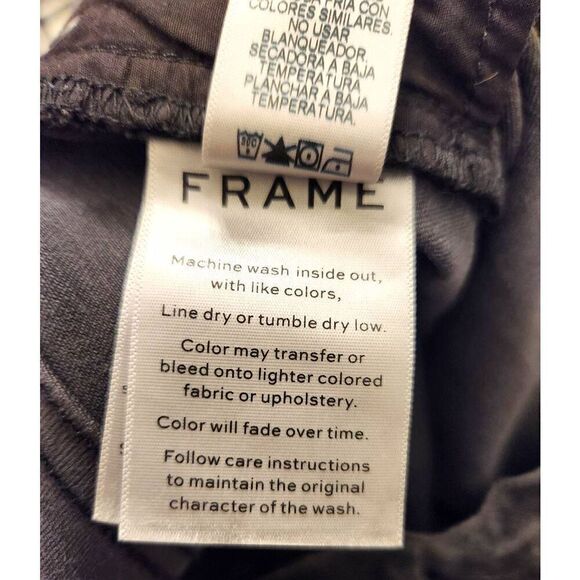 FRÍA CON
COLORES SIMILARES.
NO USAR
BLANQUEADOR.
SECADORA A BAJA
TEMPERATURA
PLANCHAR A BAJA
TEMPERATURA.
FRAME
Machine wash inside out,
with like colors,
Line dry or tumble dry low.
Color may transfer or
bleed onto lighter colored
fabric or upholstery.
Color will fade over time.
Follow care instructions
to maintain the original
character of the wash.